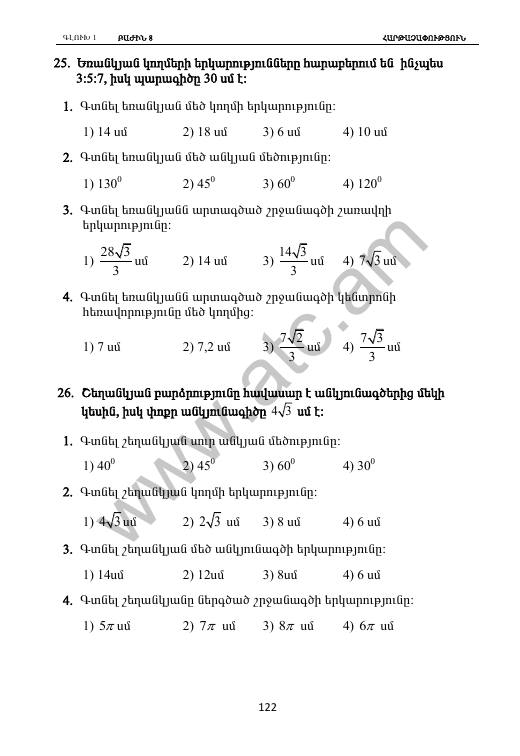 ԳԼՈՒԽ 1 ԲԱԺԻՆ 8 ՀԱՐԹԱՉԱՓՈՒԹՅՈՒՆ
25. Եռանկյան կողմերի երկարությունները հարաբերում են ինչպես
3:5:7, իսկ պարագիծը 30 սմ է:
1. Գտնել եռանկյան մեծ կողմի երկարությունը:
1) 14 սմ 2) 18 սմ 3) 6 սմ 4) 10 սմ
2. Գտնել եռանկյան մեծ անկյան մեծությունը:
1) 130⁰ 2) 45⁰ 3) 60⁰ 4) 120⁰
3. Գտնել եռանկյանն արտագծած շրջանագծի շառավղի
երկարությունը:
1) 28√3/3 սմ 2) 14 սմ 3) 14√3/3 սմ 4) 7√3 սմ
4. Գտնել եռանկյանն արտագծած շրջանագծի կենտրոնի
հեռավորությունը մեծ կողմից:
1) 7 սմ 2) 7,2 սմ 3) 7√2/3 սմ 4) 7√3/3 սմ
26. Շեղանկյան բարձրությունը հավասար է անկյունագծերից մեկի
կեսին, իսկ փոքր անկյունագիծը 4√3 սմ է:
1. Գտնել շեղանկյան սուր անկյան մեծությունը:
1) 40⁰ 2) 45⁰ 3) 60⁰ 4) 30⁰
2. Գտնել շեղանկյան կողմի երկարությունը:
1) 4√3 սմ 2) 2√3 սմ 3) 8 սմ 4) 6 սմ
3. Գտնել շեղանկյան մեծ անկյունագծի երկարությունը:
1) 14սմ 2) 12սմ 3) 8սմ 4) 6 սմ
4. Գտնել շեղանկյանը ներգծած շրջանագծի երկարությունը:
1) 5π սմ 2) 7π սմ 3) 8π սմ 4) 6π սմ
122
www.atc.am